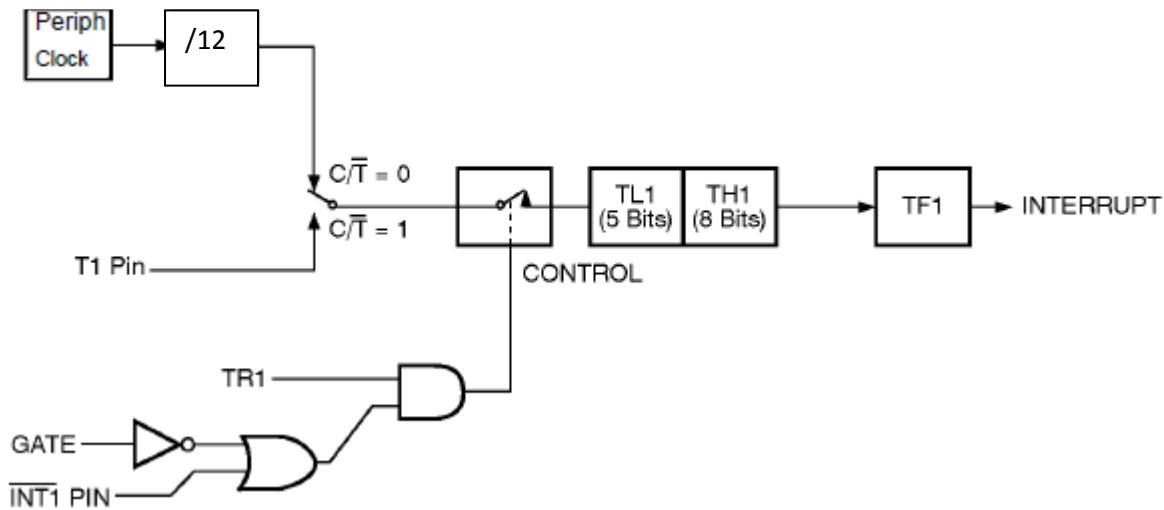 Periph
Clock
/12
C/T̅ = 0
C/T̅ = 1
T1 Pin
TL1
(5 Bits)
TH1
(8 Bits)
TF1
INTERRUPT
CONTROL
TR1
GATE
I̅N̅T̅1̅ PIN